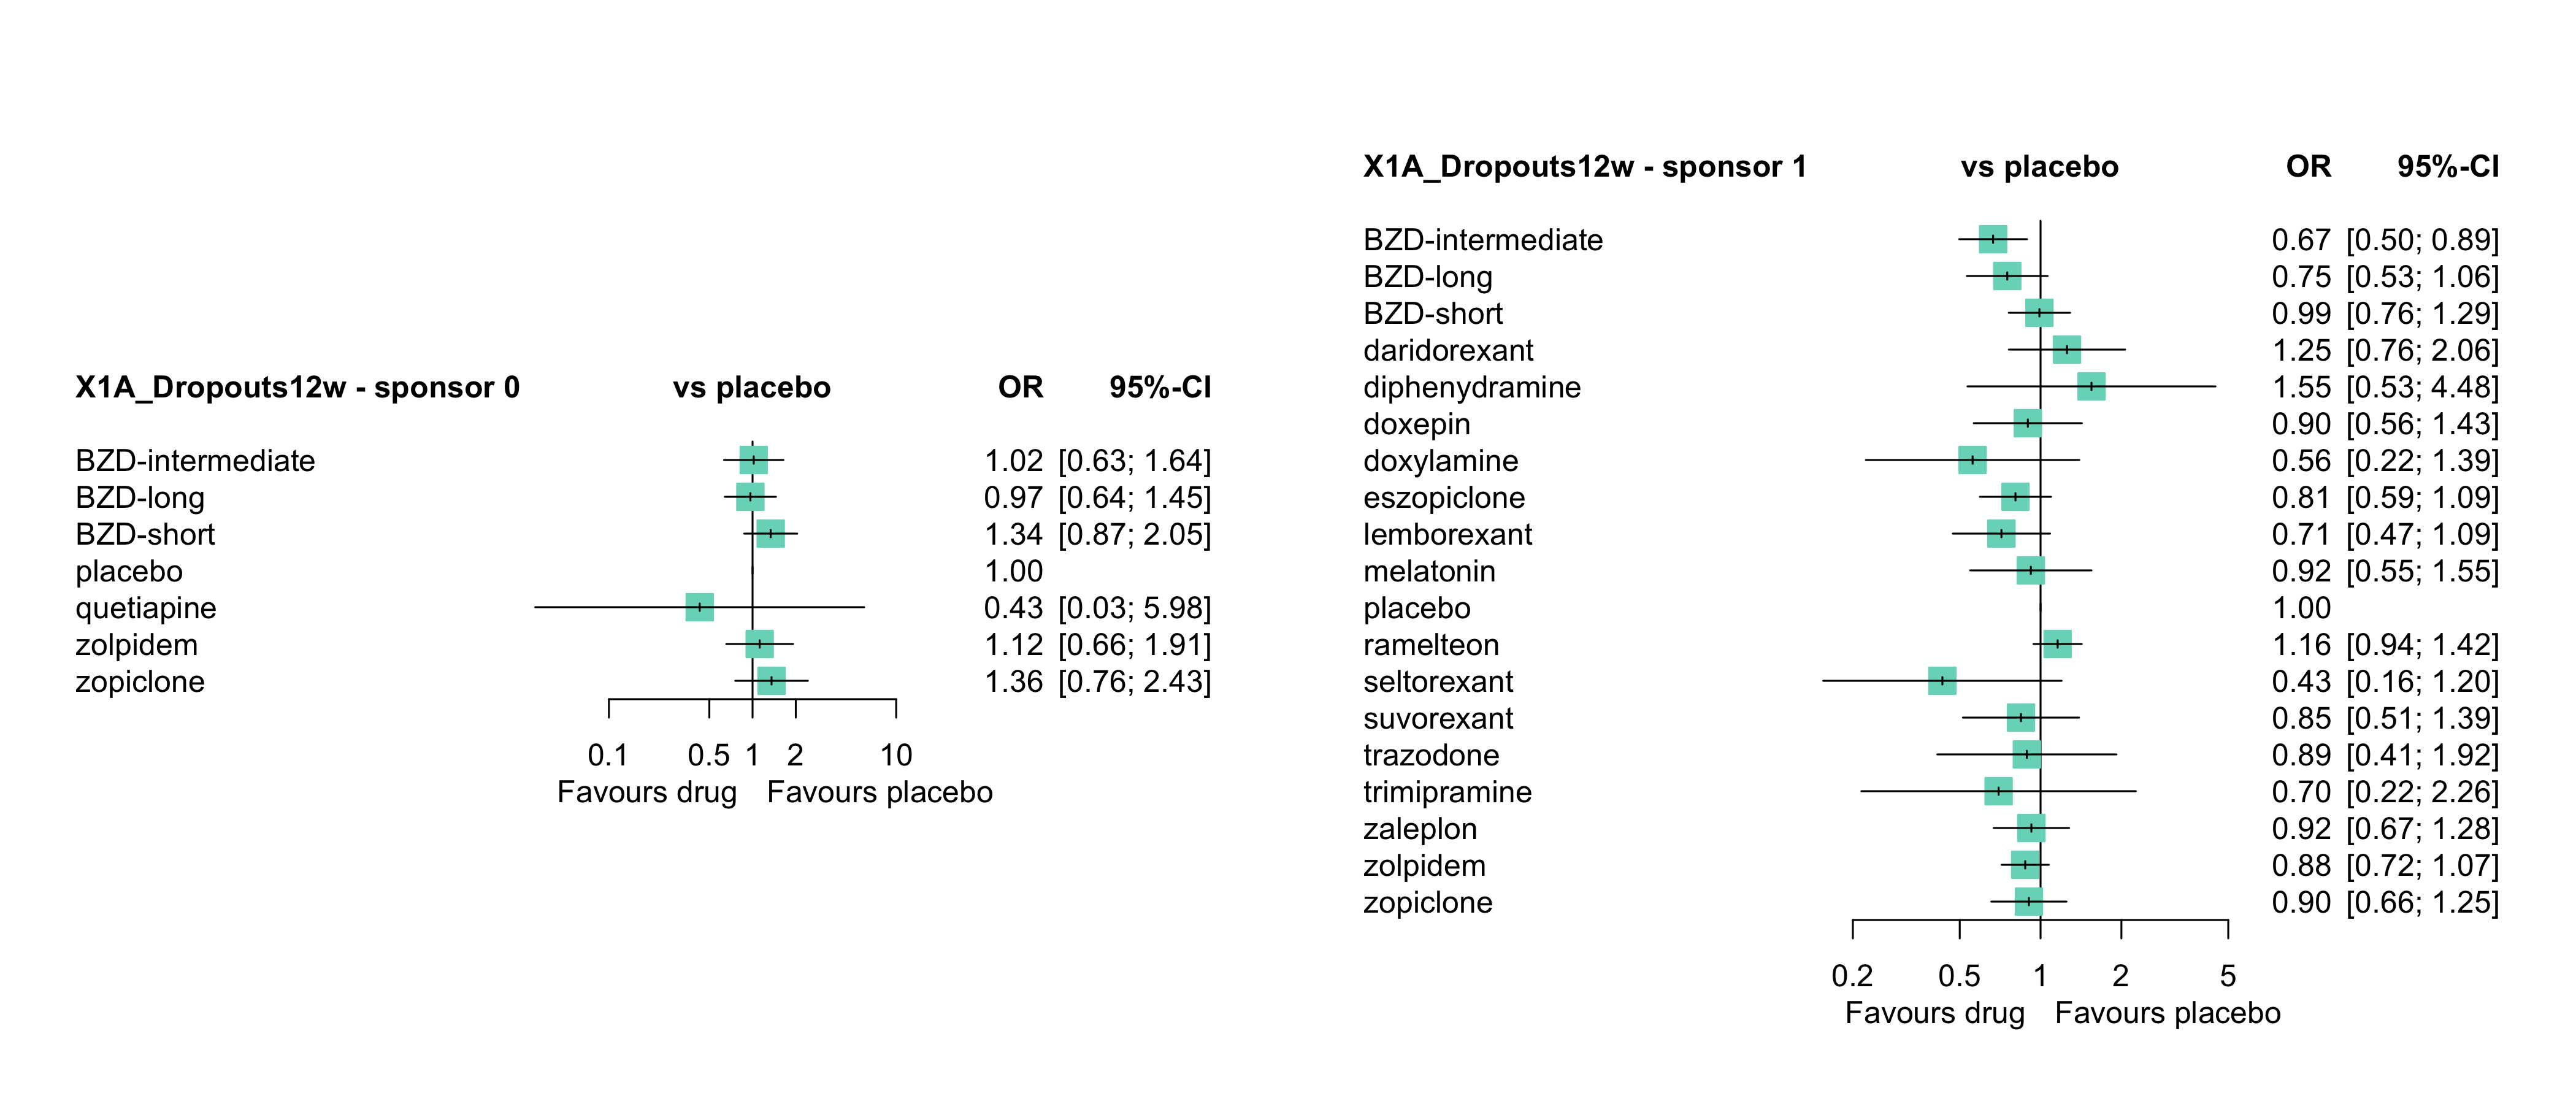 X1A_Dropouts12w - sponsor 0 vs placebo OR 95%-CI
BZD-intermediate 1.02 [0.63; 1.64]
BZD-long 0.97 [0.64; 1.45]
BZD-short 1.34 [0.87; 2.05]
placebo 1.00
quetiapine 0.43 [0.03; 5.98]
zolpidem 1.12 [0.66; 1.91]
zopiclone 1.36 [0.76; 2.43]
0.1 0.5 1 2 10
Favours drug Favours placebo
X1A_Dropouts12w - sponsor 1 vs placebo OR 95%-CI
BZD-intermediate 0.67 [0.50; 0.89]
BZD-long 0.75 [0.53; 1.06]
BZD-short 0.99 [0.76; 1.29]
daridorexant 1.25 [0.76; 2.06]
diphenydramine 1.55 [0.53; 4.48]
doxepin 0.90 [0.56; 1.43]
doxylamine 0.56 [0.22; 1.39]
eszopiclone 0.81 [0.59; 1.09]
lemborexant 0.71 [0.47; 1.09]
melatonin 0.92 [0.55; 1.55]
placebo 1.00
ramelteon 1.16 [0.94; 1.42]
seltorexant 0.43 [0.16; 1.20]
suvorexant 0.85 [0.51; 1.39]
trazodone 0.89 [0.41; 1.92]
trimipramine 0.70 [0.22; 2.26]
zaleplon 0.92 [0.67; 1.28]
zolpidem 0.88 [0.72; 1.07]
zopiclone 0.90 [0.66; 1.25]
0.2 0.5 1 2 5
Favours drug Favours placebo